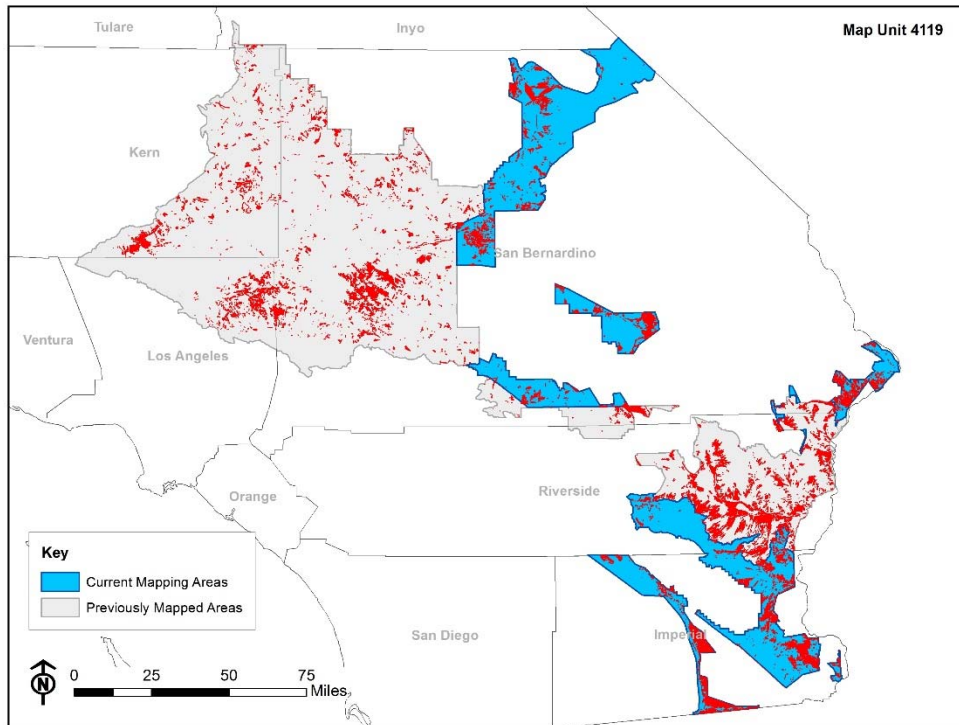 Tulare
Inyo
Map Unit 4119
Kern
San Bernardino
Ventura
Los Angeles
Orange
Riverside
Key
Current Mapping Areas
Previously Mapped Areas
San Diego
Imperial
N
0 25 50 75
Miles